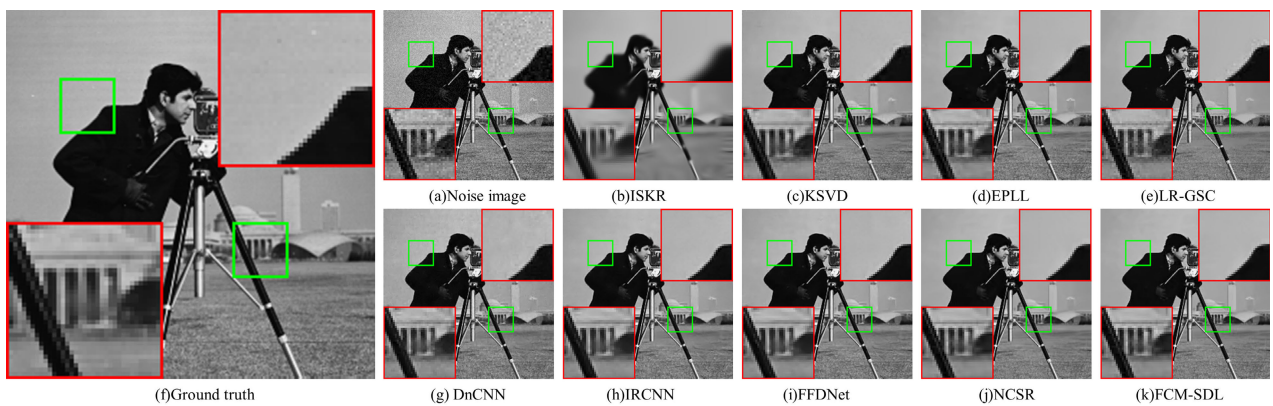 (a)Noise image
(b)ISKR
(c)KSVD
(d)EPLL
(e)LR-GSC
(f)Ground truth
(g) DnCNN
(h)IRCNN
(i)FFDNet
(j)NCSR
(k)FCM-SDL